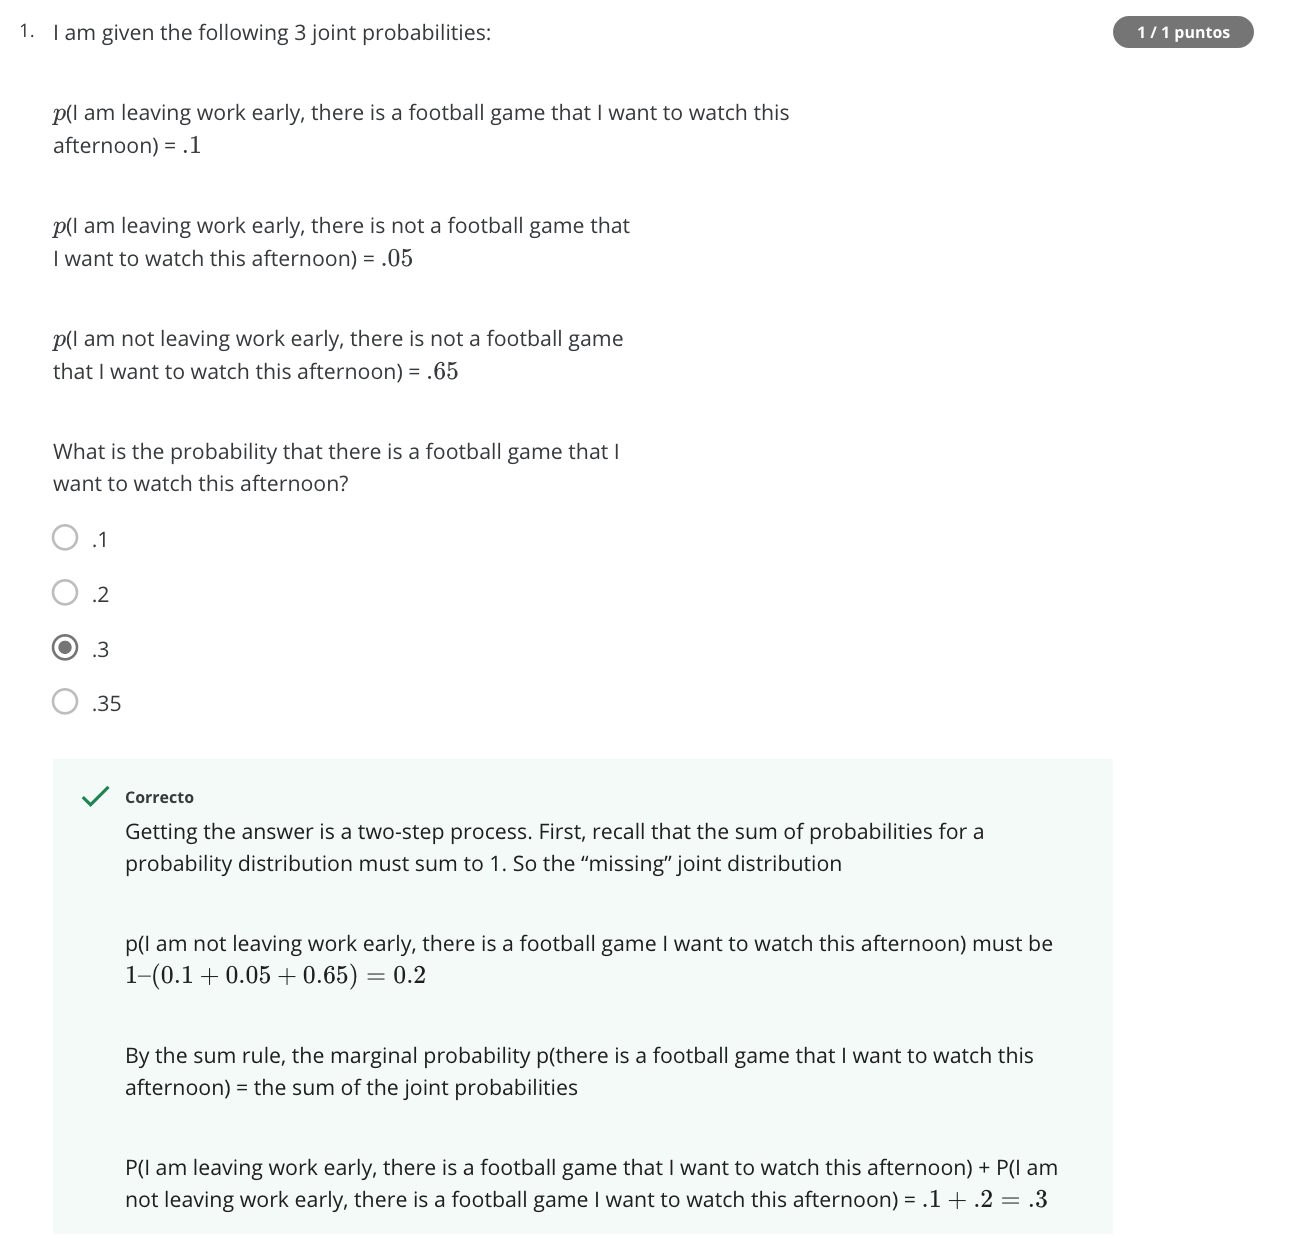 1. I am given the following 3 joint probabilities:
1 / 1 puntos
p(I am leaving work early, there is a football game that I want to watch this
afternoon) = .1
p(I am leaving work early, there is not a football game that
I want to watch this afternoon) = .05
p(I am not leaving work early, there is not a football game
that I want to watch this afternoon) = .65
What is the probability that there is a football game that I
want to watch this afternoon?
.1
.2
.3
.35
Correcto
Getting the answer is a two-step process. First, recall that the sum of probabilities for a
probability distribution must sum to 1. So the “missing” joint distribution
p(I am not leaving work early, there is a football game I want to watch this afternoon) must be
1–(0.1 + 0.05 + 0.65) = 0.2
By the sum rule, the marginal probability p(there is a football game that I want to watch this
afternoon) = the sum of the joint probabilities
P(I am leaving work early, there is a football game that I want to watch this afternoon) + P(I am
not leaving work early, there is a football game I want to watch this afternoon) = .1 + .2 = .3